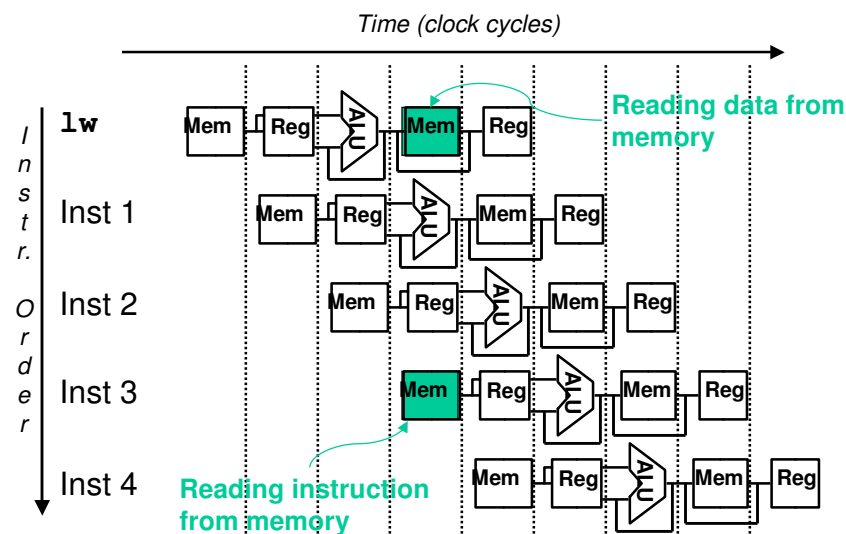 Time (clock cycles)
Instr. Order
lw
Mem Reg ALU Mem Reg
Reading data from
memory
Inst 1
Mem Reg ALU Mem Reg
Inst 2
Mem Reg ALU Mem Reg
Inst 3
Mem Reg ALU Mem Reg
Inst 4
Mem Reg ALU Mem Reg
Reading instruction
from memory